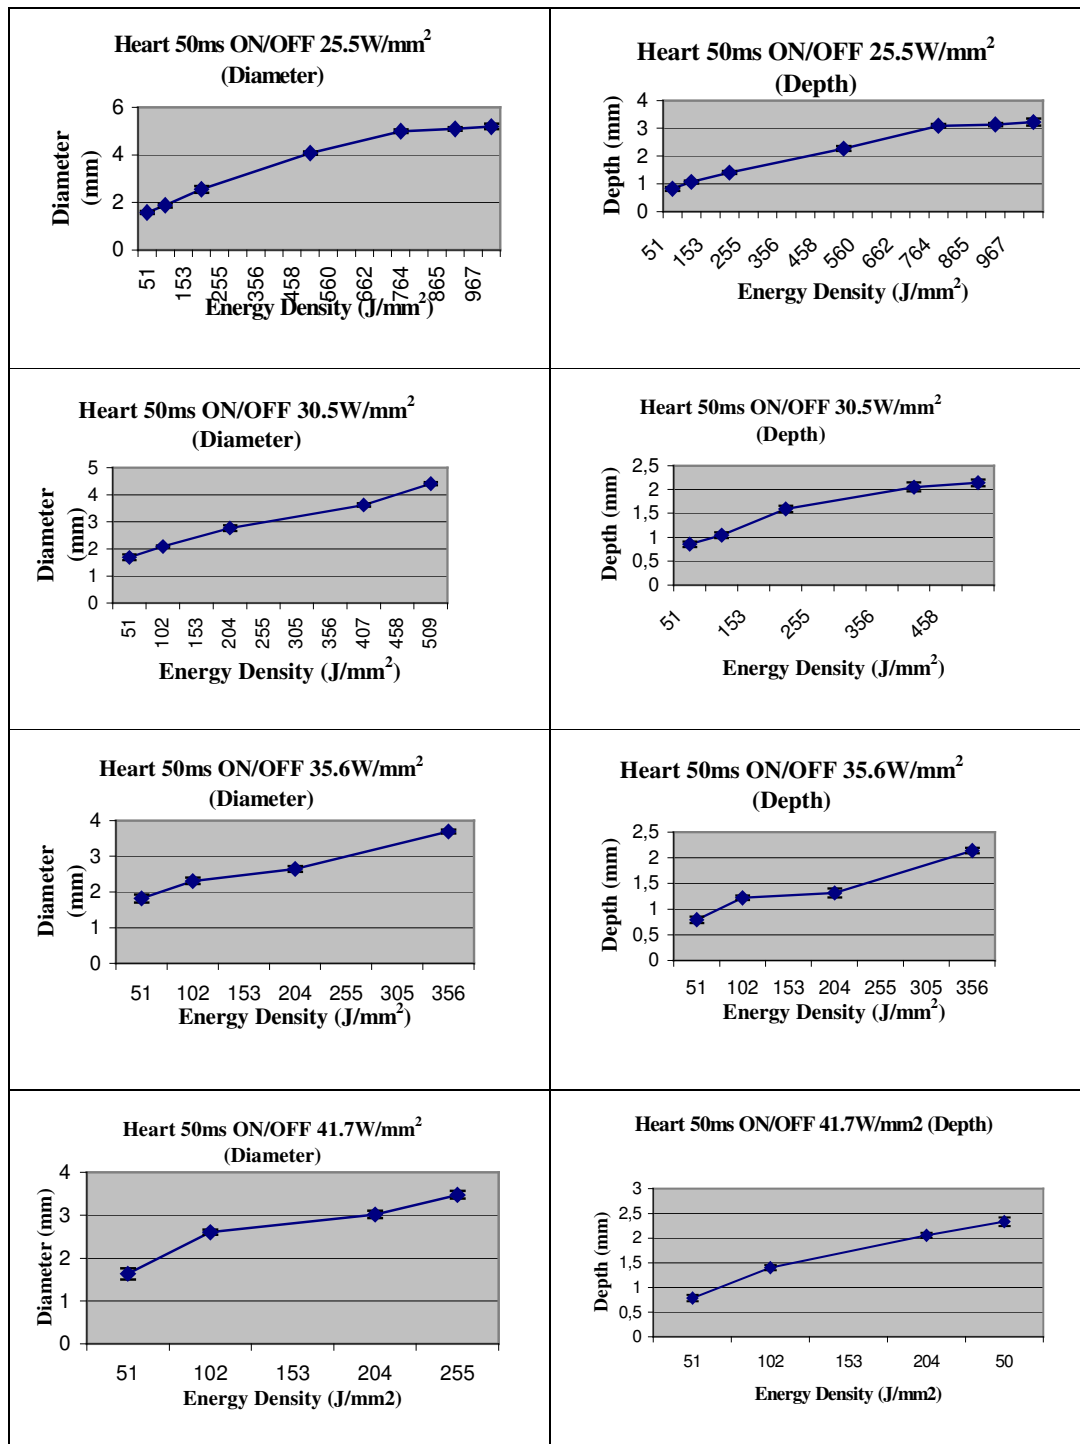 Heart 50ms ON/OFF 25.5W/mm²
(Diameter)
6
4
2
0
Diameter
(mm)
51
153
255
356
458
560
662
764
865
967
Energy Density (J/mm²)
Heart 50ms ON/OFF 25.5W/mm²
(Depth)
4
3
2
1
0
Depth (mm)
51
153
255
356
458
560
662
764
865
967
Energy Density (J/mm²)
Heart 50ms ON/OFF 30.5W/mm²
(Diameter)
5
4
3
2
1
0
Diameter
(mm)
51
102
153
204
255
305
356
407
458
509
Energy Density (J/mm²)
Heart 50ms ON/OFF 30.5W/mm²
(Depth)
2,5
2
1,5
1
0,5
0
Depth (mm)
51
153
255
356
458
Energy Density (J/mm²)
Heart 50ms ON/OFF 35.6W/mm²
(Diameter)
4
3
2
1
0
Diameter
(mm)
51 102 153 204 255 305 356
Energy Density (J/mm²)
Heart 50ms ON/OFF 35.6W/mm²
(Depth)
2,5
2
1,5
1
0,5
0
Depth (mm)
51 102 153 204 255 305 356
Energy Density (J/mm²)
Heart 50ms ON/OFF 41.7W/mm²
(Diameter)
4
3
2
1
0
Diameter (mm)
51 102 153 204 255
Energy Density (J/mm2)
Heart 50ms ON/OFF 41.7W/mm2 (Depth)
3
2,5
2
1,5
1
0,5
0
Depth (mm)
51 102 153 204 50
Energy Density (J/mm2)